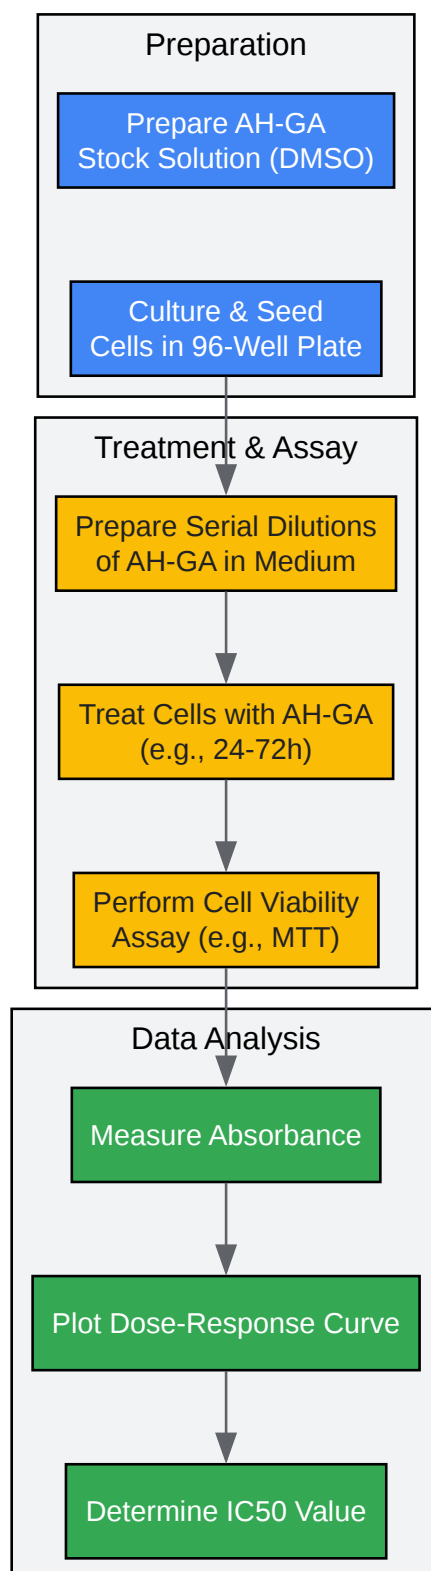 Preparation
Prepare AH-GA
Stock Solution (DMSO)
Culture & Seed
Cells in 96-Well Plate
Treatment & Assay
Prepare Serial Dilutions
of AH-GA in Medium
Treat Cells with AH-GA
(e.g., 24-72h)
Perform Cell Viability
Assay (e.g., MTT)
Data Analysis
Measure Absorbance
Plot Dose-Response Curve
Determine IC50 Value